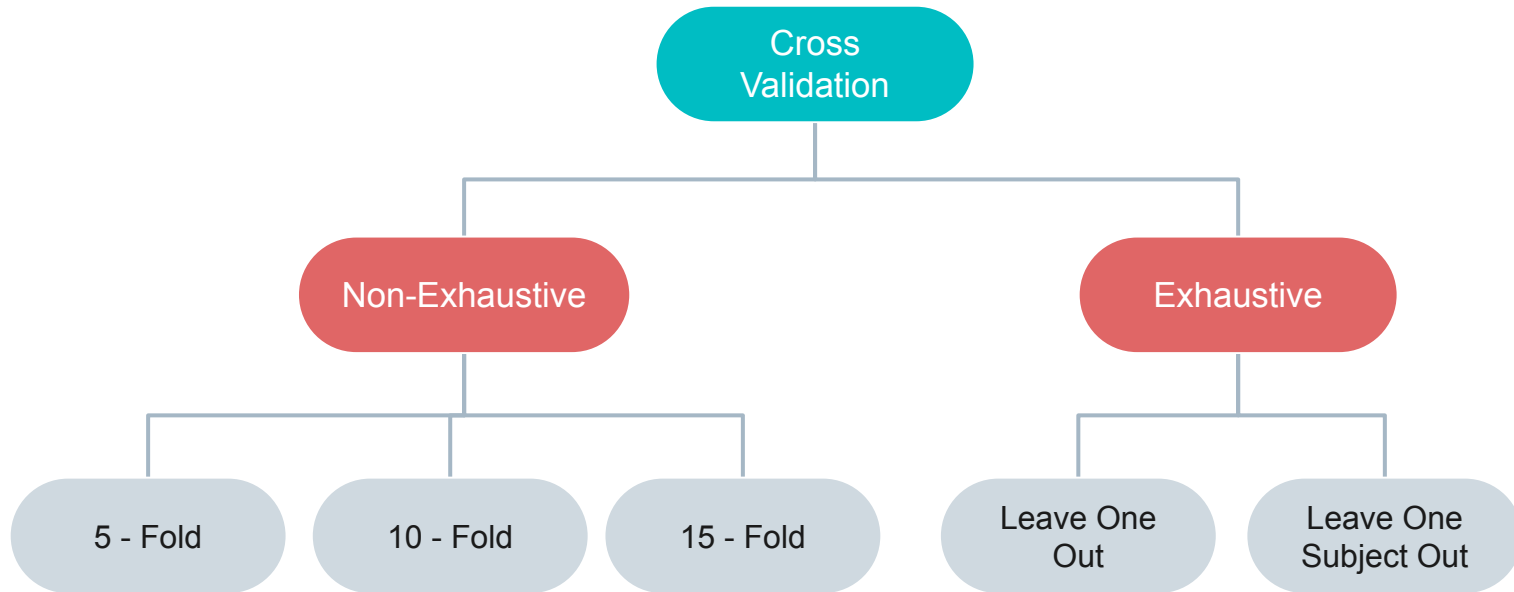 Cross
Validation
Non-Exhaustive
Exhaustive
5 - Fold
10 - Fold
15 - Fold
Leave One
Out
Leave One
Subject Out